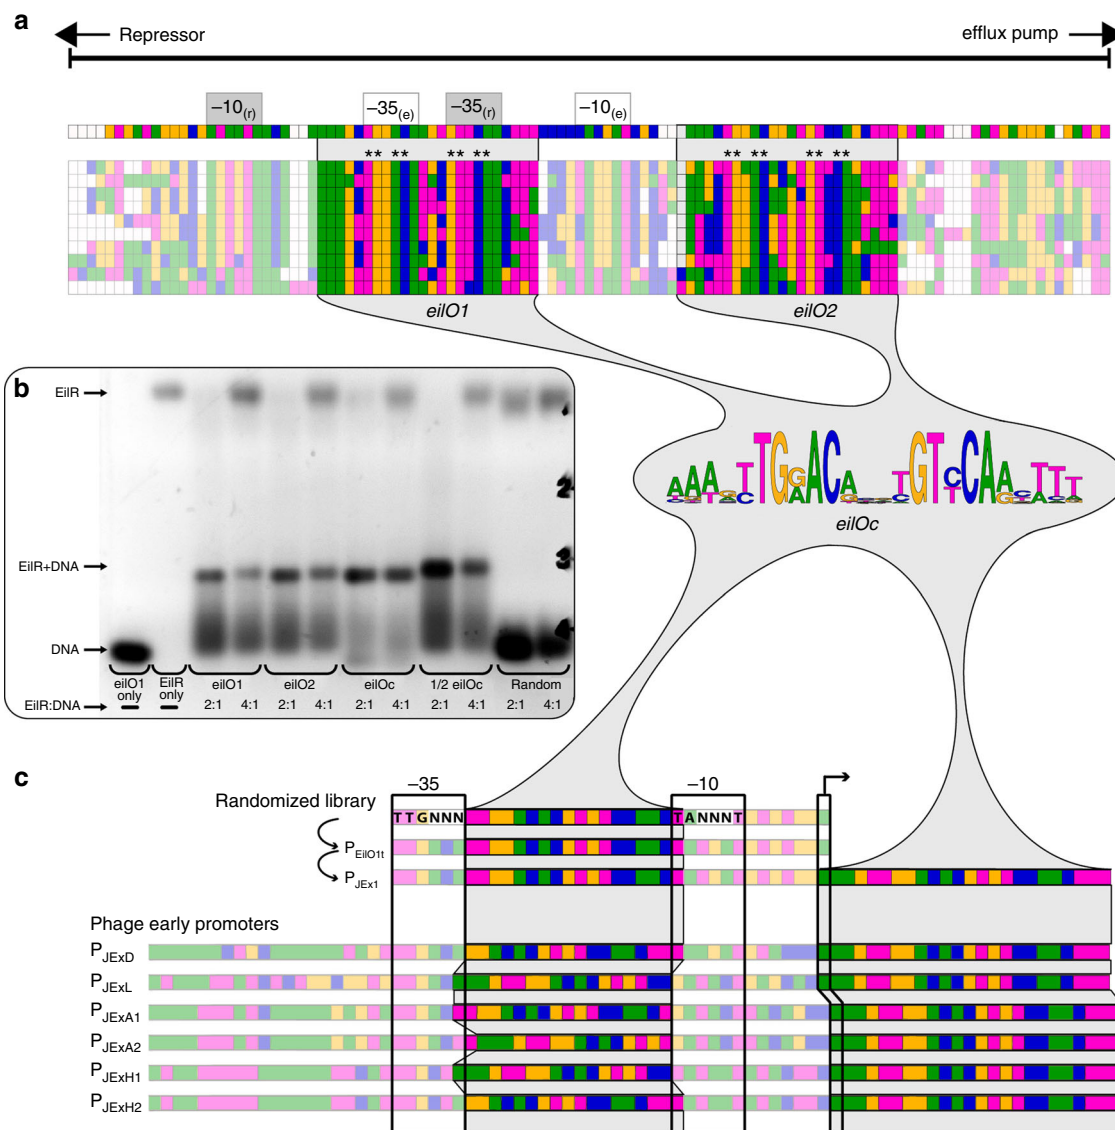 a
Repressor
efflux pump
−10(r)
−35(e)
−35(r)
−10(e)
** ** ** **
** ** ** **
eilO1
eilO2
b
EilR
EilR+DNA
DNA
EilR:DNA
2
3
4
eilO1 only
EilR only
eilO1
eilO2
eilOc
1/2 eilOc
Random
2:1 4:1 2:1 4:1 2:1 4:1 2:1 4:1 2:1 4:1
eilOc
c
−35
−10
Randomized library
TTGNNN
TANNNT
PEilO1t
PJEx1
Phage early promoters
PJExD
PJExL
PJExA1
PJExA2
PJExH1
PJExH2